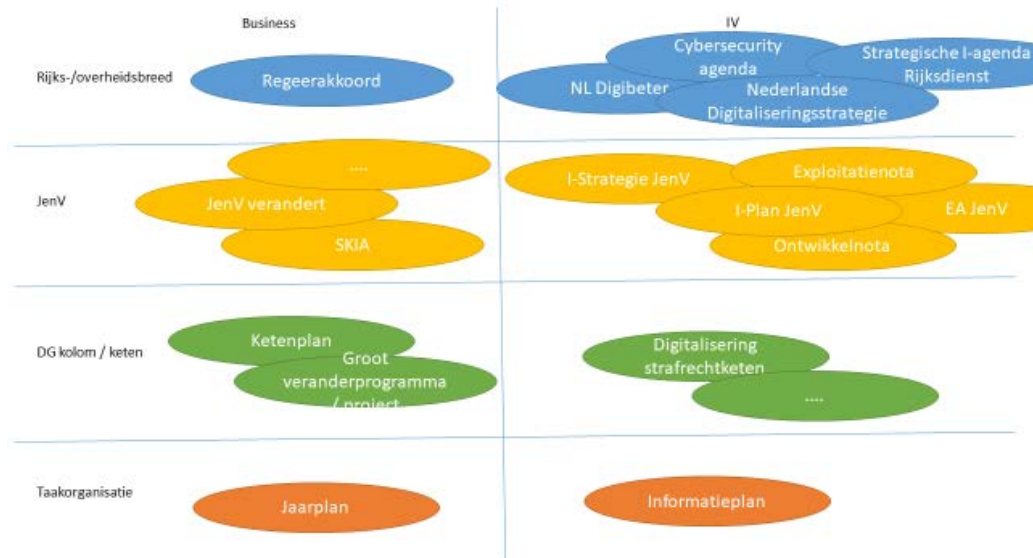 Business
IV
Rijks-/overheidsbreed
Regeerakkoord
Cybersecurity
agenda
Strategische I-agenda
Rijksdienst
NL Digibeter
Nederlandse
Digitaliseringsstrategie
JenV
....
JenV verandert
SKIA
I-Strategie JenV
Exploitatienota
I-Plan JenV
EA JenV
Ontwikkelnota
DG kolom / keten
Ketenplan
Groot
veranderprogramma
/ project
Digitalisering
strafrechtketen
....
Taakorganisatie
Jaarplan
Informatieplan